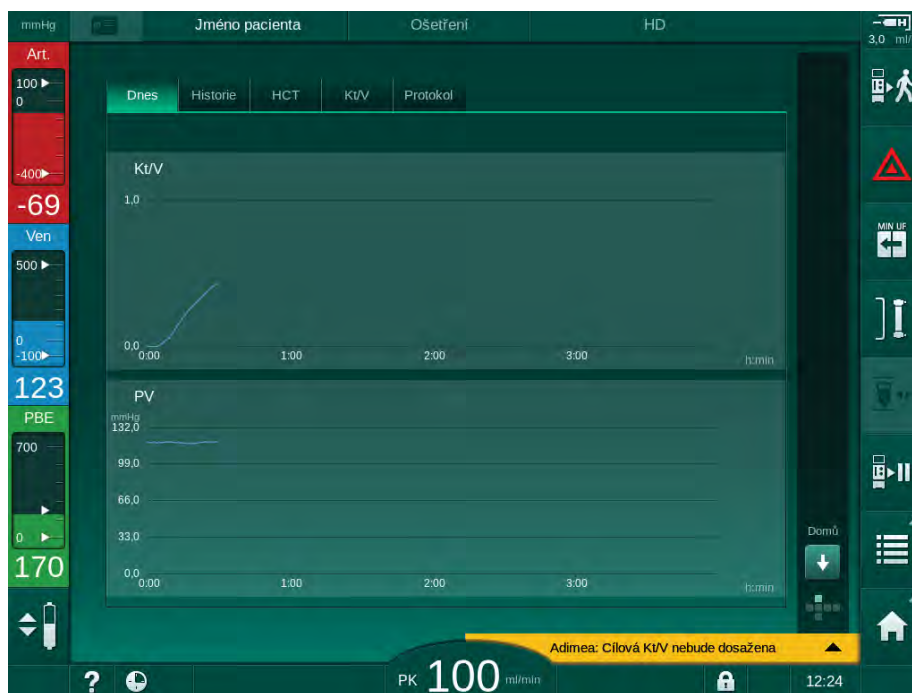 mmHg
Jméno pacienta
Ošetření
HD
3,0 ml/
Art.
100
0
-400
-69
Ven
500
0
-100
123
PBE
700
0
170
Dnes
Historie
HCT
Kt/V
Protokol
Kt/V
1,0
0,0
0:00
1:00
2:00
3:00
h:min
PV
mmHg
132,0
99,0
66,0
33,0
0,0
0:00
1:00
2:00
3:00
h:min
Domů
MIN UF
Adimea: Cílová Kt/V nebude dosažena
?
PK 100 ml/min
12:24